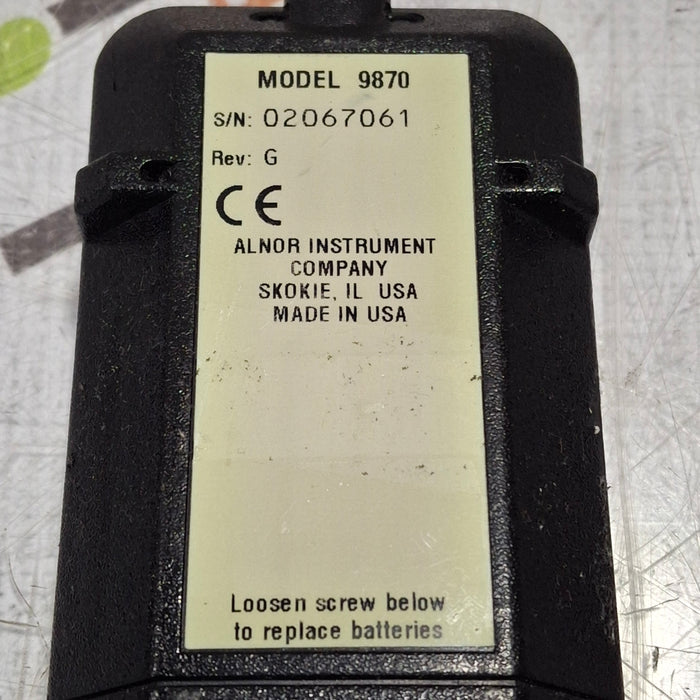 MODEL 9870
S/N: 02067061
Rev: G
CE
ALNOR INSTRUMENT
COMPANY
SKOKIE, IL USA
MADE IN USA
Loosen screw below
to replace batteries